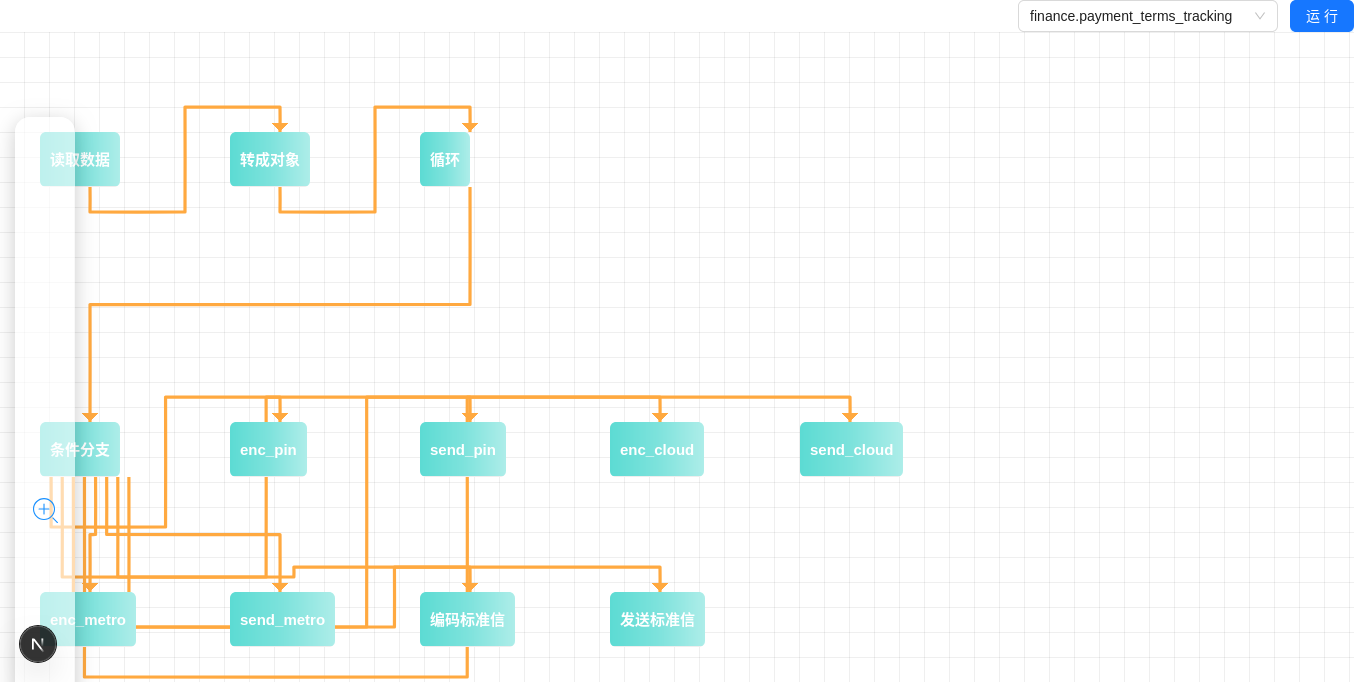 finance.payment_terms_tracking
运 行
读取数据
转成对象
循环
条件分支
enc_pin
send_pin
enc_cloud
send_cloud
enc_metro
send_metro
编码标准信
发送标准信
N